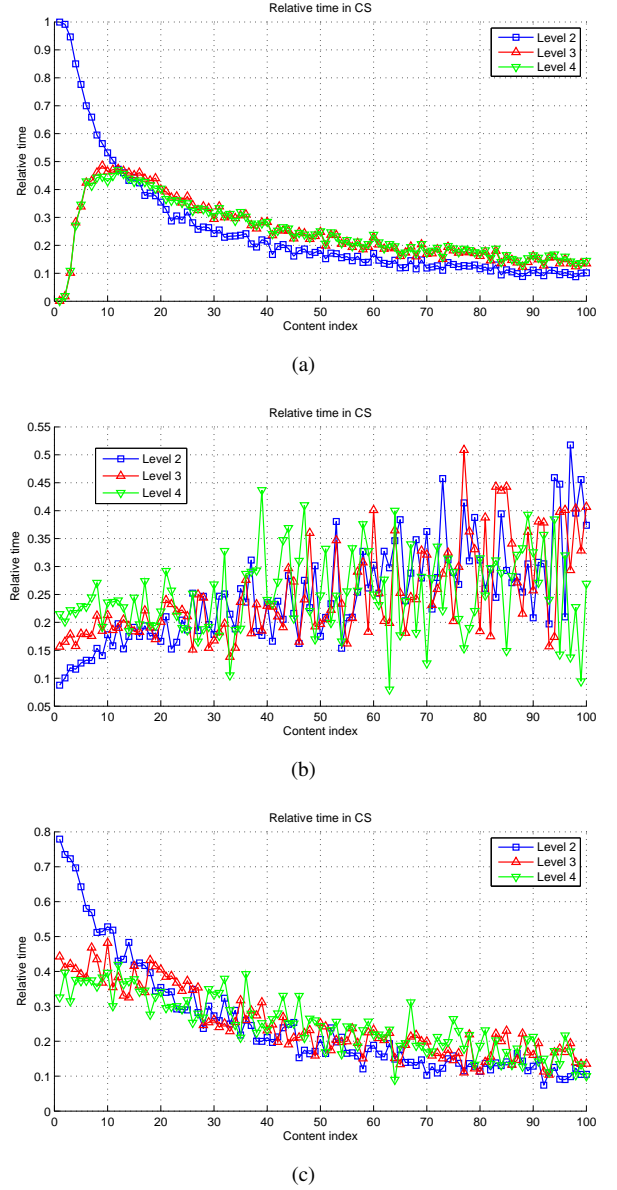 Relative time in CS
1
0.9
0.8
0.7
0.6
0.5
0.4
0.3
0.2
0.1
0
Relative time
Level 2
Level 3
Level 4
0 10 20 30 40 50 60 70 80 90 100
Content index
(a)
Relative time in CS
0.55
0.5
0.45
0.4
0.35
0.3
0.25
0.2
0.15
0.1
0.05
Relative time
Level 2
Level 3
Level 4
0 10 20 30 40 50 60 70 80 90 100
Content index
(b)
Relative time in CS
0.8
0.7
0.6
0.5
0.4
0.3
0.2
0.1
0
Relative time
Level 2
Level 3
Level 4
0 10 20 30 40 50 60 70 80 90 100
Content index
(c)